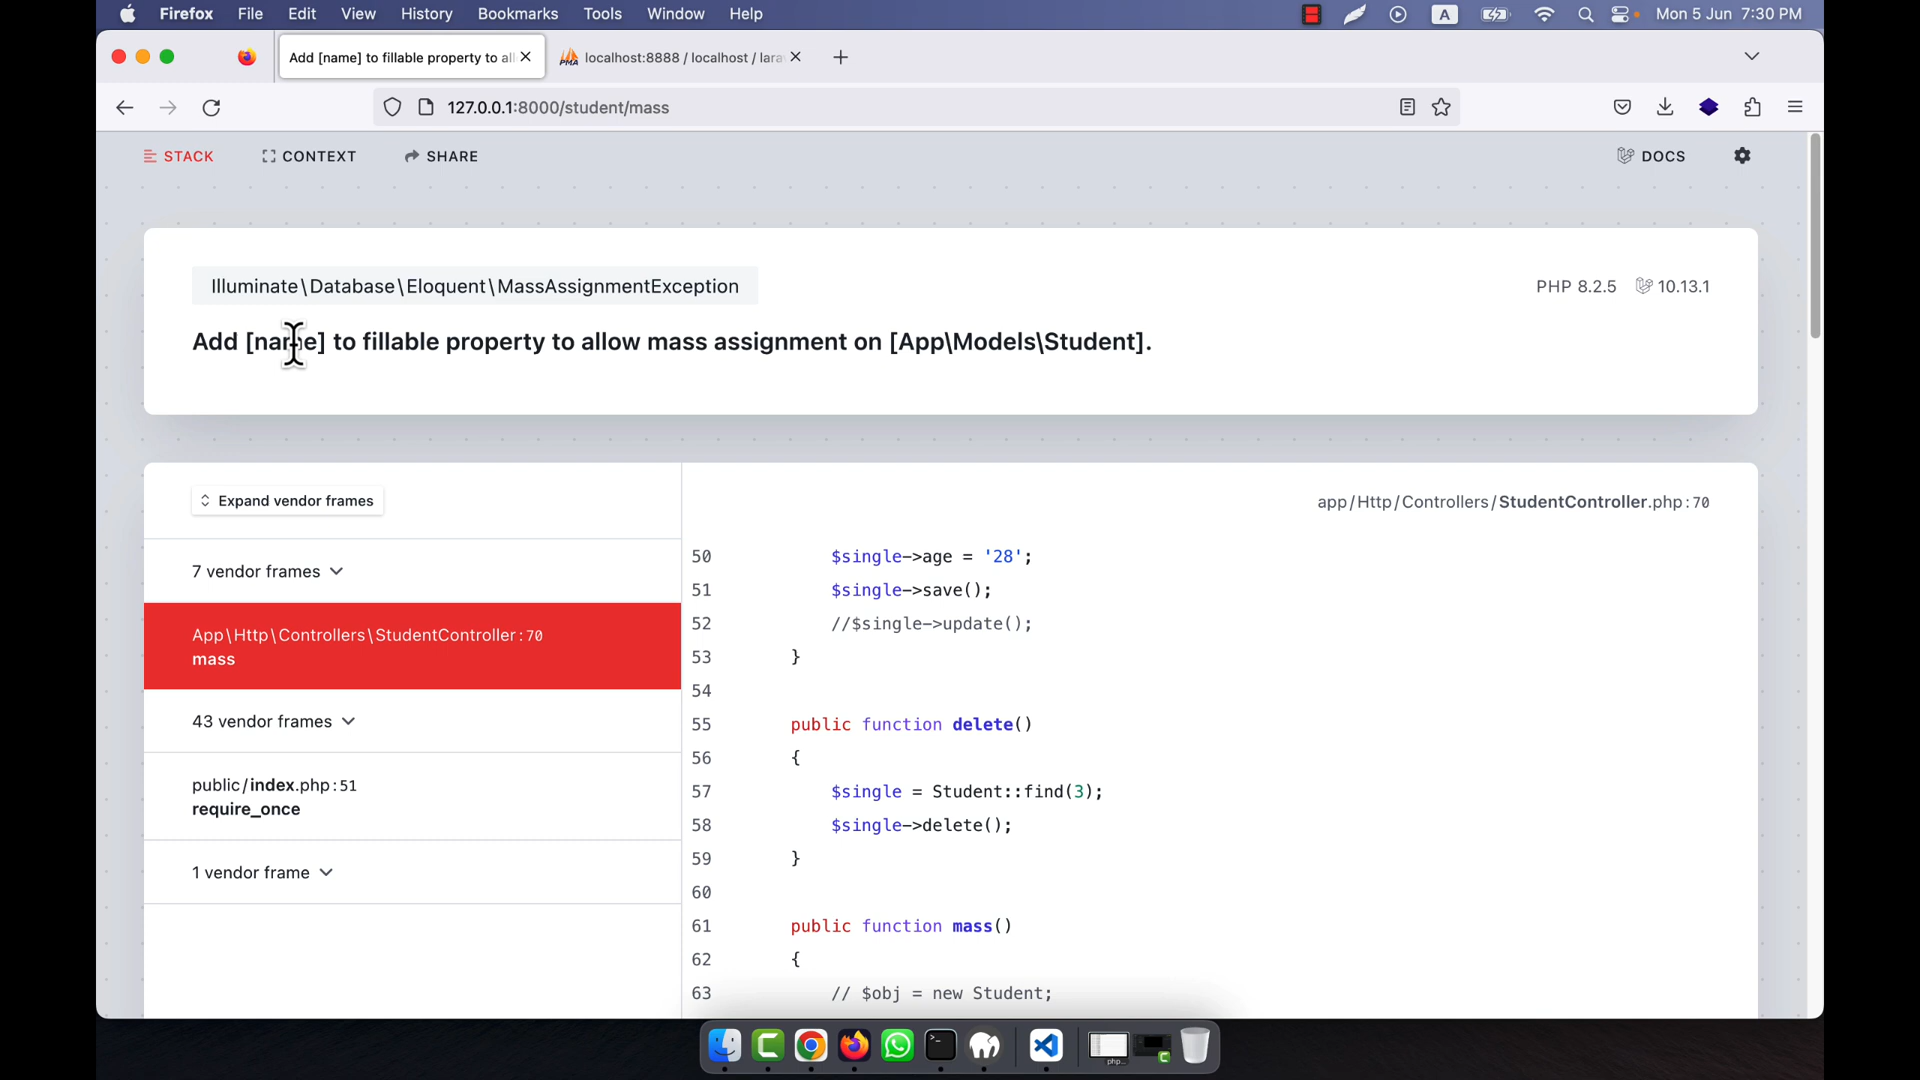 Firefox File Edit View History Bookmarks Tools Window Help
A
Mon 5 Jun 7:30 PM
Add [name] to fillable property to al
PMA localhost:8888 / localhost / lara
127.0.0.1:8000/student/mass
STACK CONTEXT SHARE
DOCS
Illuminate\Database\Eloquent\MassAssignmentException
PHP 8.2.5 10.13.1
Add [name] to fillable property to allow mass assignment on [App\Models\Student].
Expand vendor frames
7 vendor frames
App\Http\Controllers\StudentController:70
mass
43 vendor frames
public/index.php:51
require_once
1 vendor frame
app/Http/Controllers/StudentController.php:70
50 $single->age = '28';
51 $single->save();
52 //$single->update();
53 }
54
55 public function delete()
56 {
57 $single = Student::find(3);
58 $single->delete();
59 }
60
61 public function mass()
62 {
63 // $obj = new Student;
php